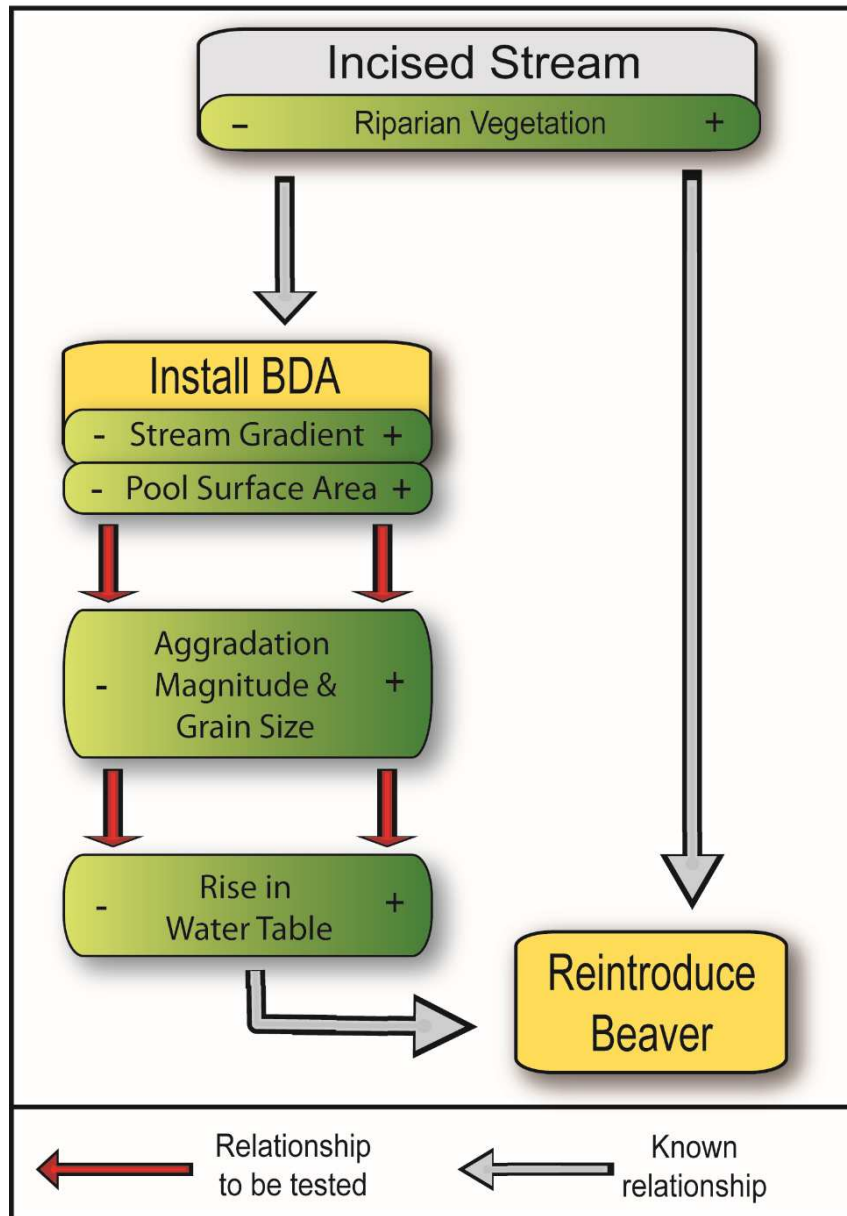 Incised Stream
- Riparian Vegetation +
Install BDA
- Stream Gradient +
- Pool Surface Area +
Aggradation
- Magnitude & +
Grain Size
Rise in
- +
Water Table
Reintroduce
Beaver
Relationship
to be tested
Known
relationship